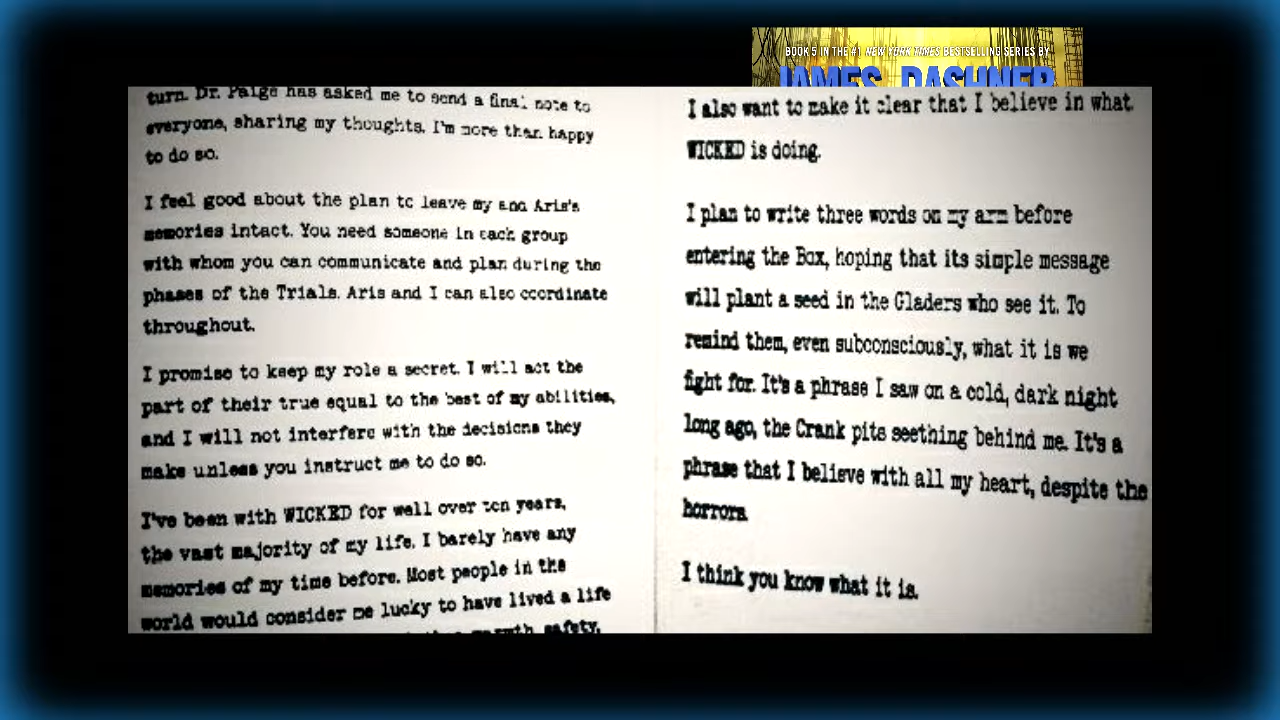 BOOK 5 IN THE #1 NEW YORK TIMES BESTSELLING SERIES BY
JAMES DASHNER
turn. Dr. Paige has asked me to send a final note to
everyone, sharing my thoughts. I'm more than happy
to do so.
I feel good about the plan to leave my and Aris's
memories intact. You need someone in each group
with whom you can communicate and plan during the
phases of the Trials. Aris and I can also coordinate
throughout.
I promise to keep my role a secret. I will act the
part of their true equal to the best of my abilities,
and I will not interfere with the decisions they
make unless you instruct me to do so.
I've been with WICKED for well over ten years,
the vast majority of my life. I barely have any
memories of my time before. Most people in the
world would consider me lucky to have lived a life
warmth, safety,
I also want to make it clear that I believe in what
WICKED is doing.
I plan to write three words on my arm before
entering the Box, hoping that its simple message
will plant a seed in the Gladers who see it. To
remind them, even subconsciously, what it is we
fight for. It's a phrase I saw on a cold, dark night
long ago, the Crank pits seething behind me. It's a
phrase that I believe with all my heart, despite the
horrors.
I think you know what it is.